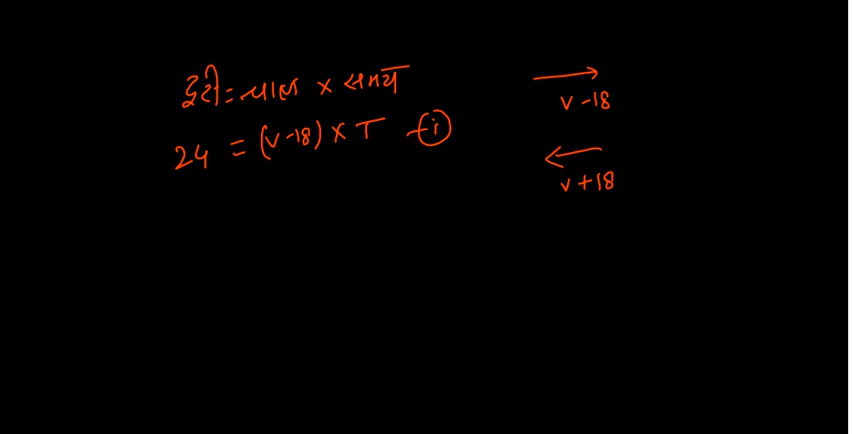 दुरी = चाल × समय
24 = (v-18) × T -(i)
v-18
v+18